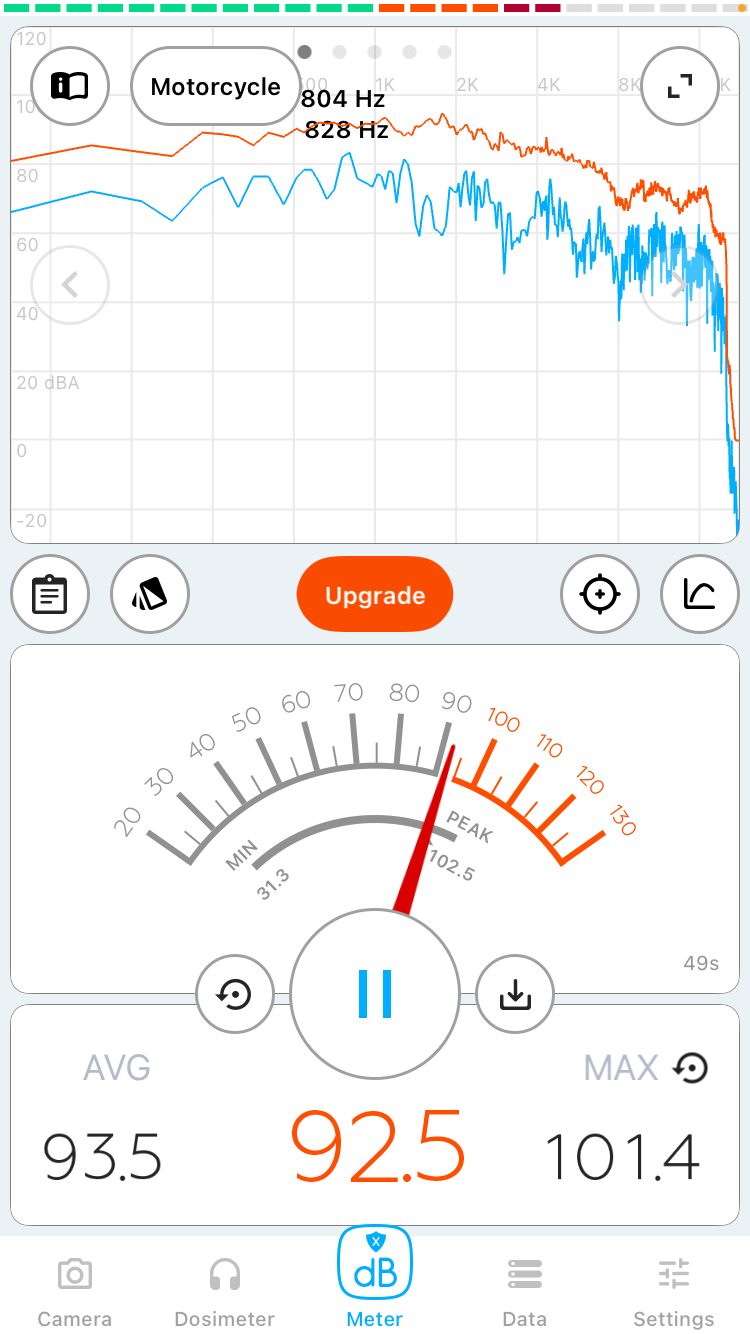 120
Motorcycle
500 1K 2K 4K 8K K
804 Hz
10
828 Hz
80
60
40
20 dBA
0
-20
Upgrade
20 30 40 50 60 70 80 90 100 110 120 130
MIN PEAK
31.3 102.5
49s
AVG MAX
93.5 92.5 101.4
X
dB
Camera Dosimeter Meter Data Settings